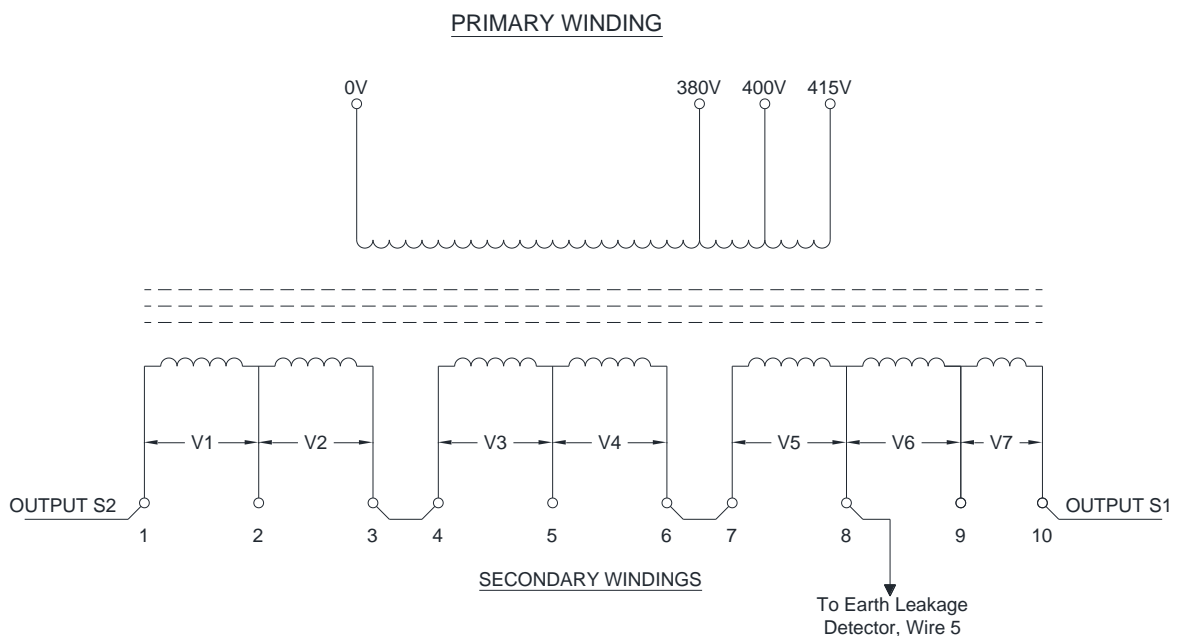 PRIMARY WINDING
0V 380V 400V 415V
V1 V2 V3 V4 V5 V6 V7
OUTPUT S2 OUTPUT S1
1 2 3 4 5 6 7 8 9 10
SECONDARY WINDINGS
To Earth Leakage
Detector, Wire 5